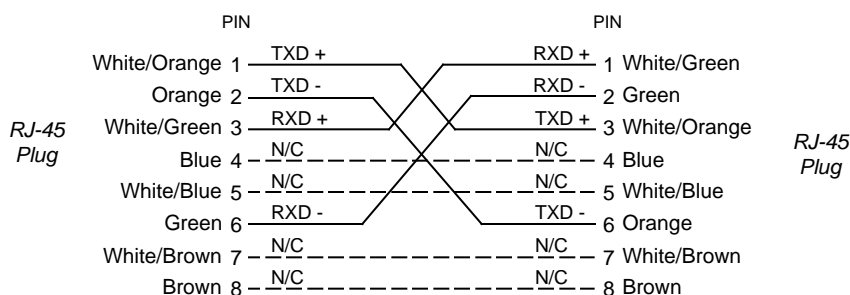 PIN PIN
White/Orange 1 TXD + RXD + 1 White/Green
Orange 2 TXD - RXD - 2 Green
White/Green 3 RXD + TXD + 3 White/Orange
RJ-45 Plug RJ-45 Plug
Blue 4 N/C N/C 4 Blue
White/Blue 5 N/C N/C 5 White/Blue
Green 6 RXD - TXD - 6 Orange
White/Brown 7 N/C N/C 7 White/Brown
Brown 8 N/C N/C 8 Brown